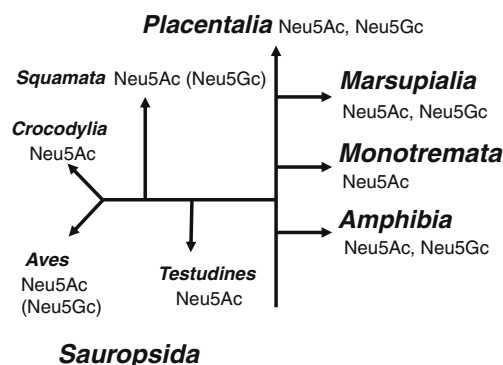 Placentalia Neu5Ac, Neu5Gc
Squamata Neu5Ac (Neu5Gc)
Marsupialia
Neu5Ac, Neu5Gc
Crocodylia
Neu5Ac
Monotremata
Neu5Ac
Amphibia
Neu5Ac, Neu5Gc
Aves
Neu5Ac
(Neu5Gc)
Testudines
Neu5Ac
Sauropsida